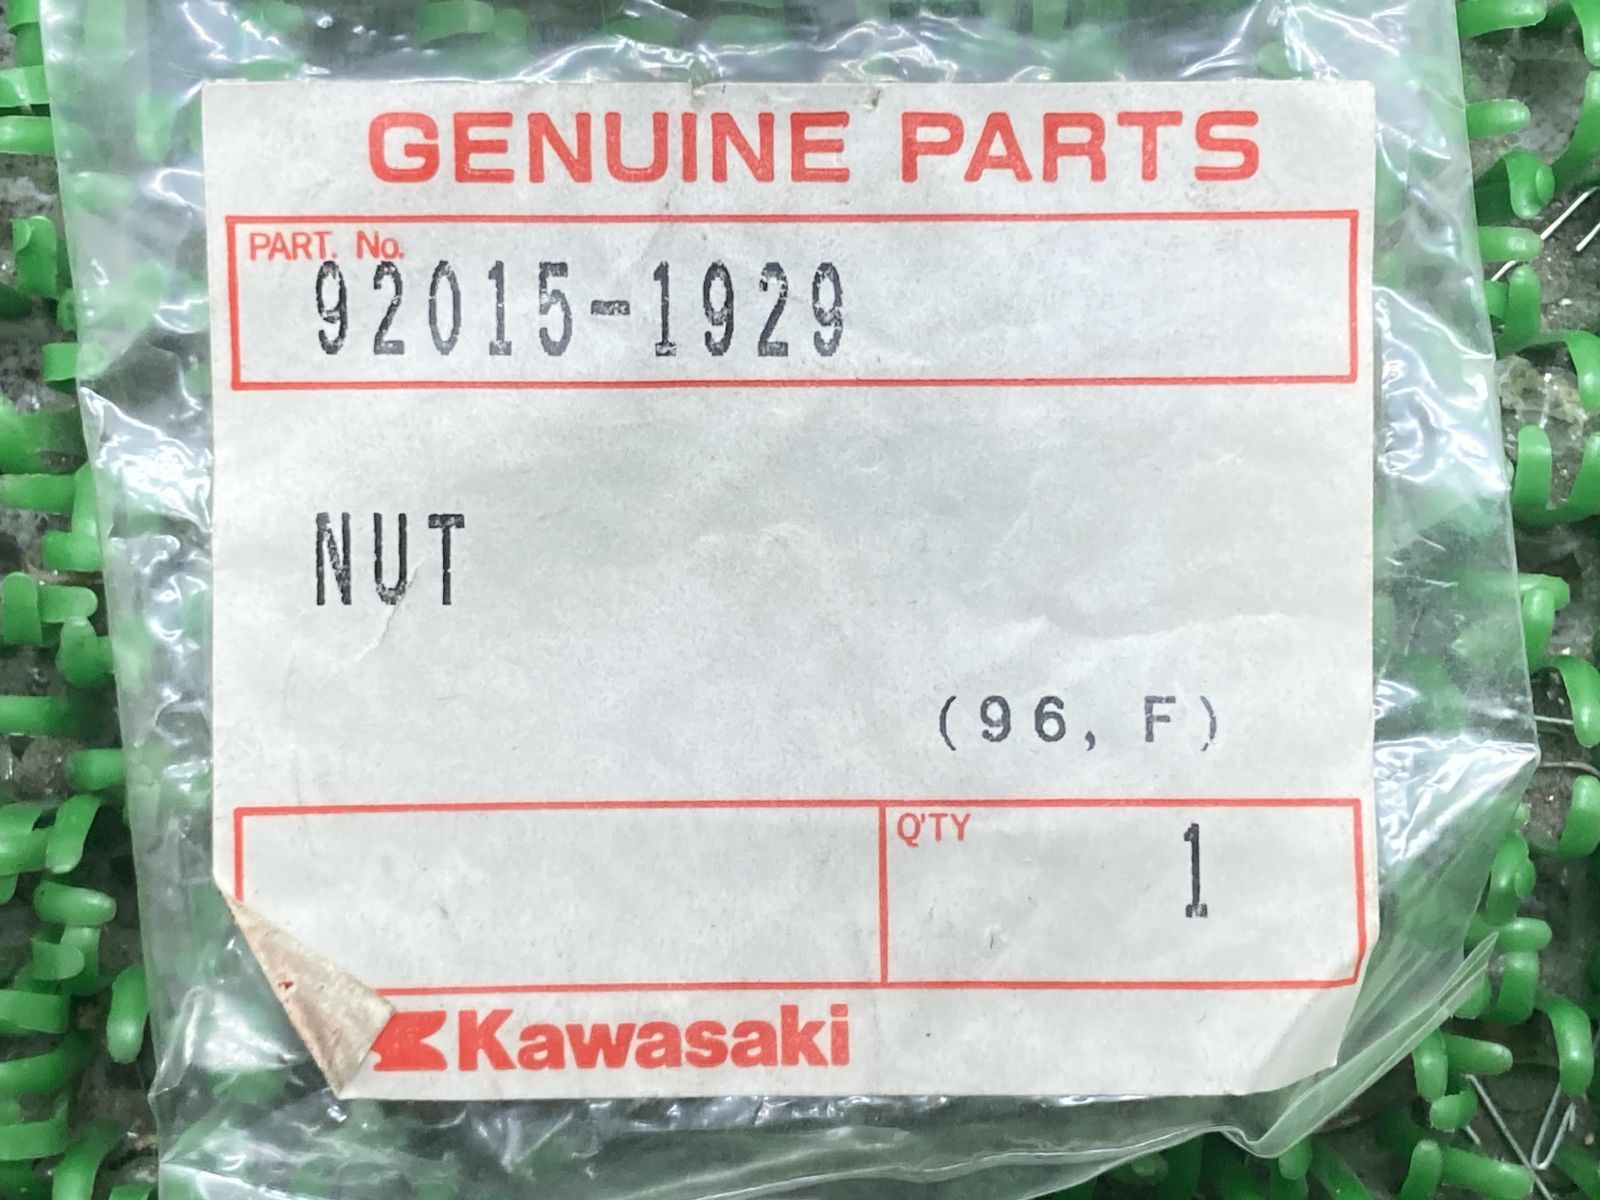 GENUINE PARTS
PART. No.
92015-1929
NUT
(96, F)
Q'TY
1
Kawasaki